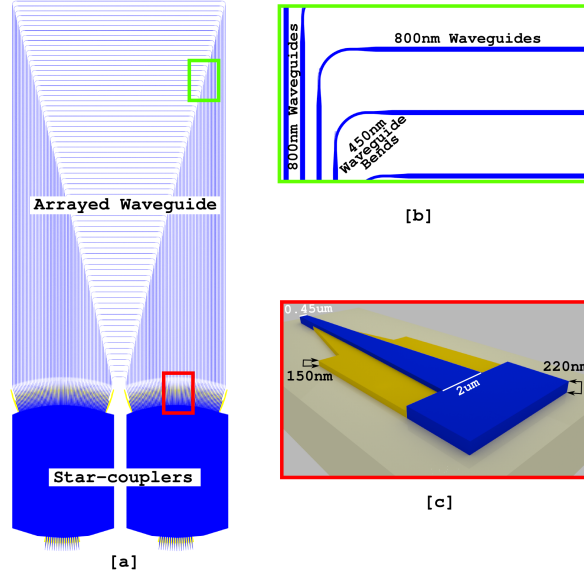 Arrayed Waveguide
Star-couplers
[a]
800nm Waveguides
800nm Waveguides
450nm
Waveguide
Bends
[b]
0.45um
150nm
2um
220nm
[c]